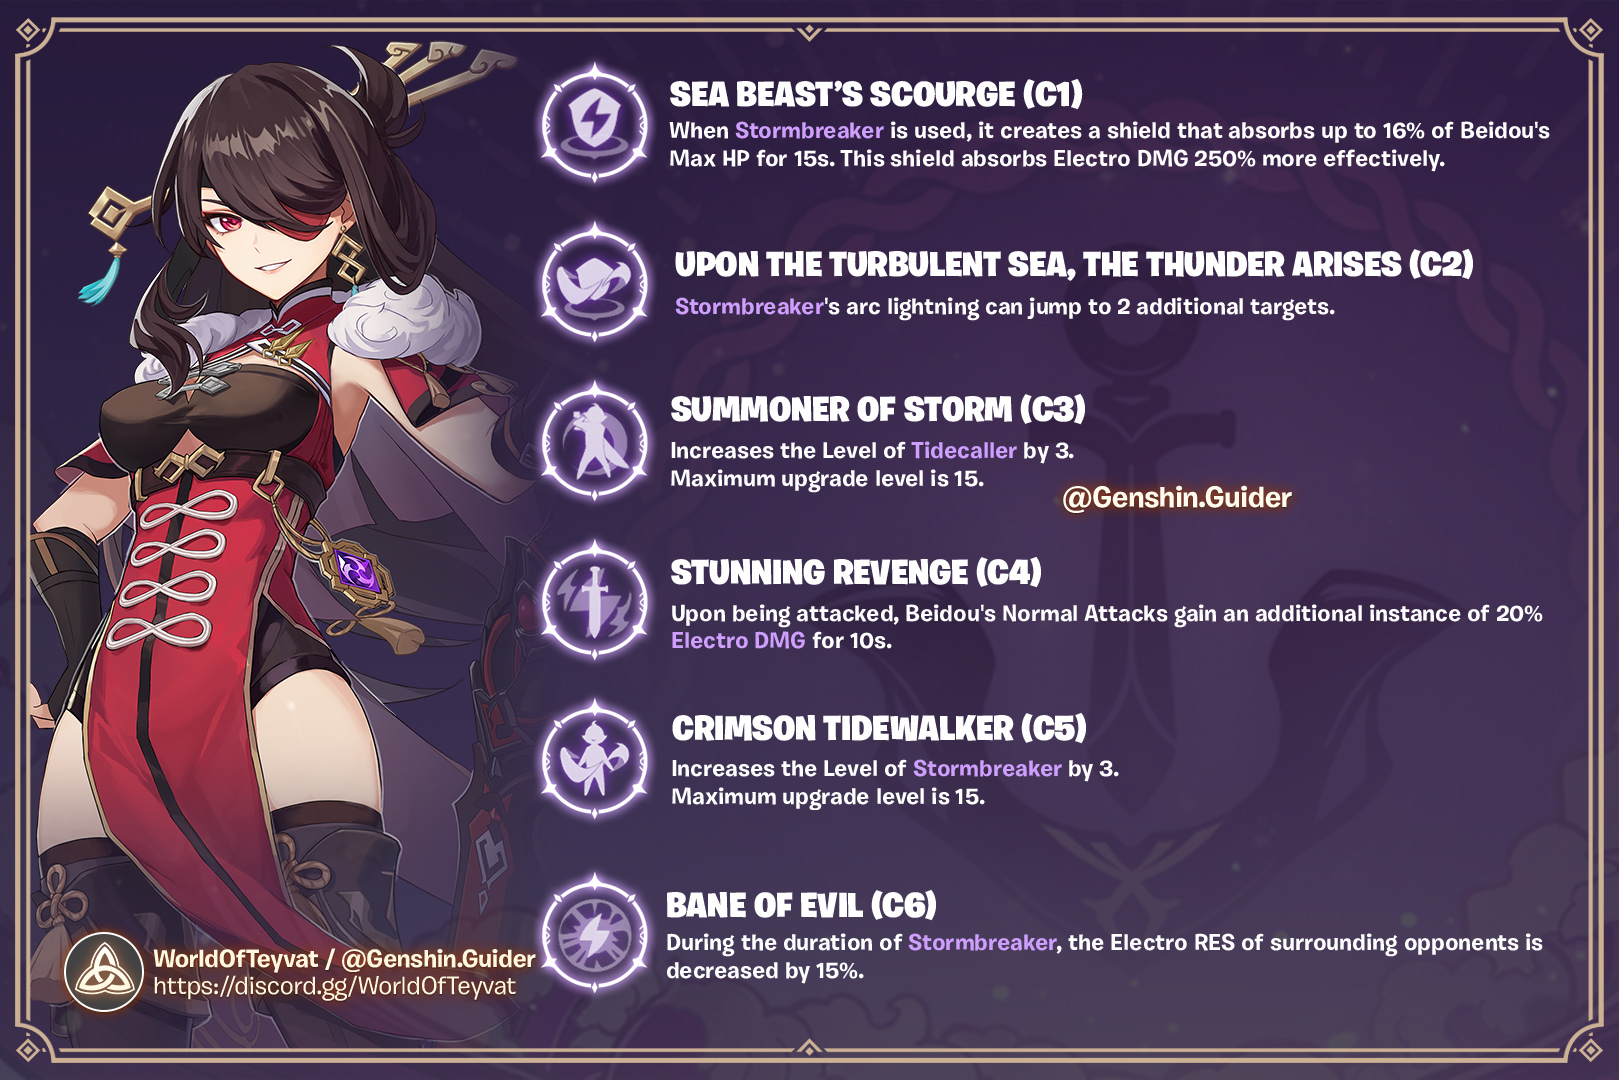 SEA BEAST'S SCOURGE (C1)
When Stormbreaker is used, it creates a shield that absorbs up to 16% of Beidou's
Max HP for 15s. This shield absorbs Electro DMG 250% more effectively.
UPON THE TURBULENT SEA, THE THUNDER ARISES (C2)
Stormbreaker's arc lightning can jump to 2 additional targets.
SUMMONER OF STORM (C3)
Increases the Level of Tidecaller by 3.
Maximum upgrade level is 15.
@Genshin.Guider
STUNNING REVENGE (C4)
Upon being attacked, Beidou's Normal Attacks gain an additional instance of 20%
Electro DMG for 10s.
CRIMSON TIDEWALKER (C5)
Increases the Level of Stormbreaker by 3.
Maximum upgrade level is 15.
BANE OF EVIL (C6)
During the duration of Stormbreaker, the Electro RES of surrounding opponents is
decreased by 15%.
WorldOfTeyvat / @Genshin.Guider
https://discord.gg/WorldOfTeyvat